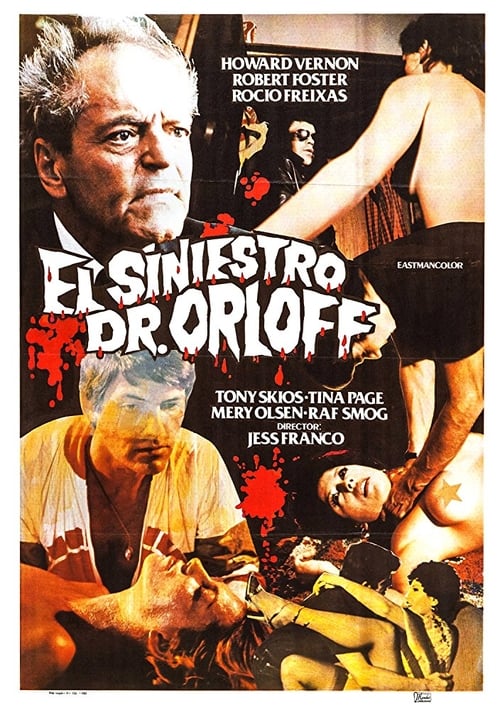 HOWARD VERNON
ROBERT FOSTER
ROCIO FREIXAS
EASTMANCOLOR
EL SINIESTRO
DR. ORLOFF
TONY SKIOS - TINA PAGE
MERY OLSEN - RAF SMOG
DIRECTOR:
JESS FRANCO